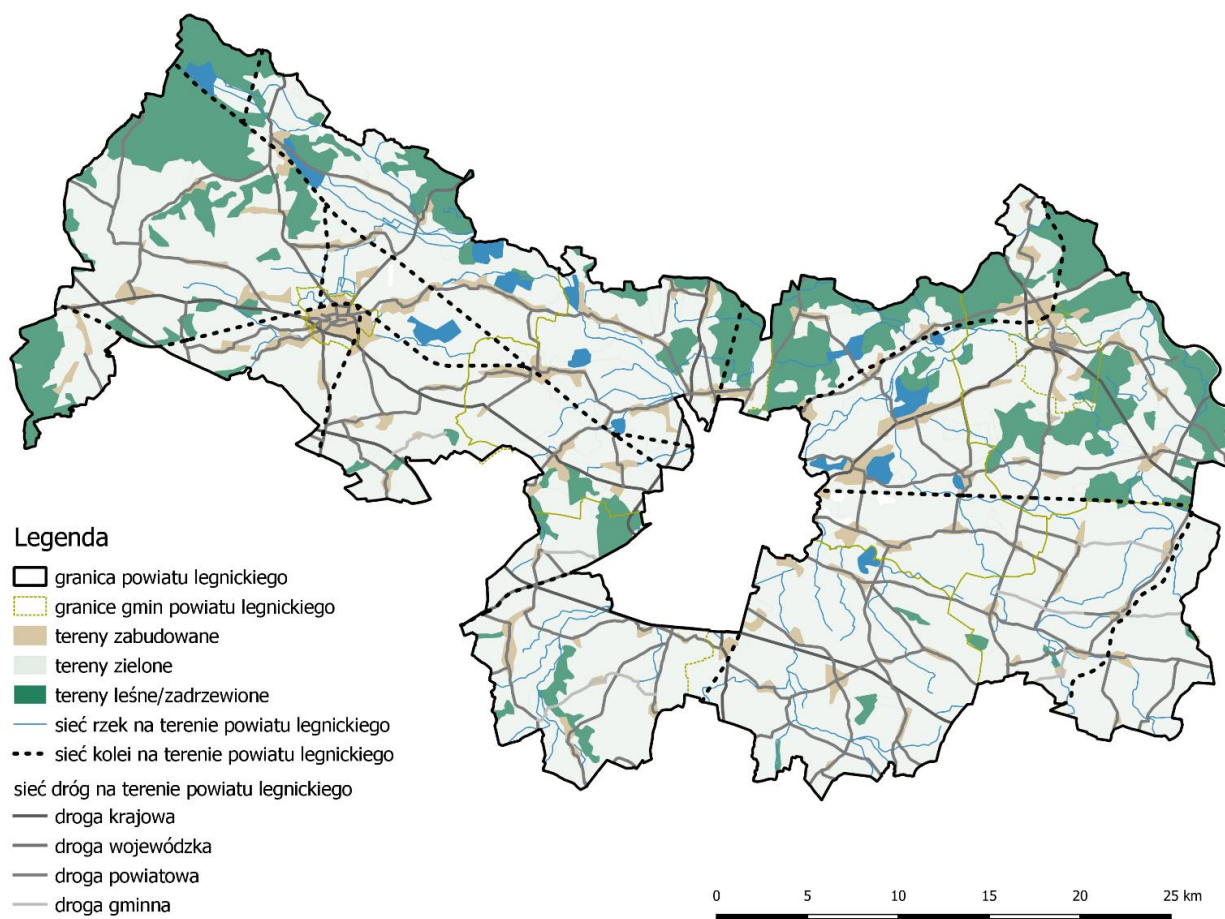 Legenda
granica powiatu legnickiego
granice gmin powiatu legnickiego
tereny zabudowane
tereny zielone
tereny leśne/zadrzewione
sieć rzek na terenie powiatu legnickiego
sieć kolei na terenie powiatu legnickiego
sieć dróg na terenie powiatu legnickiego
droga krajowa
droga wojewódzka
droga powiatowa
droga gminna
0 5 10 15 20 25 km